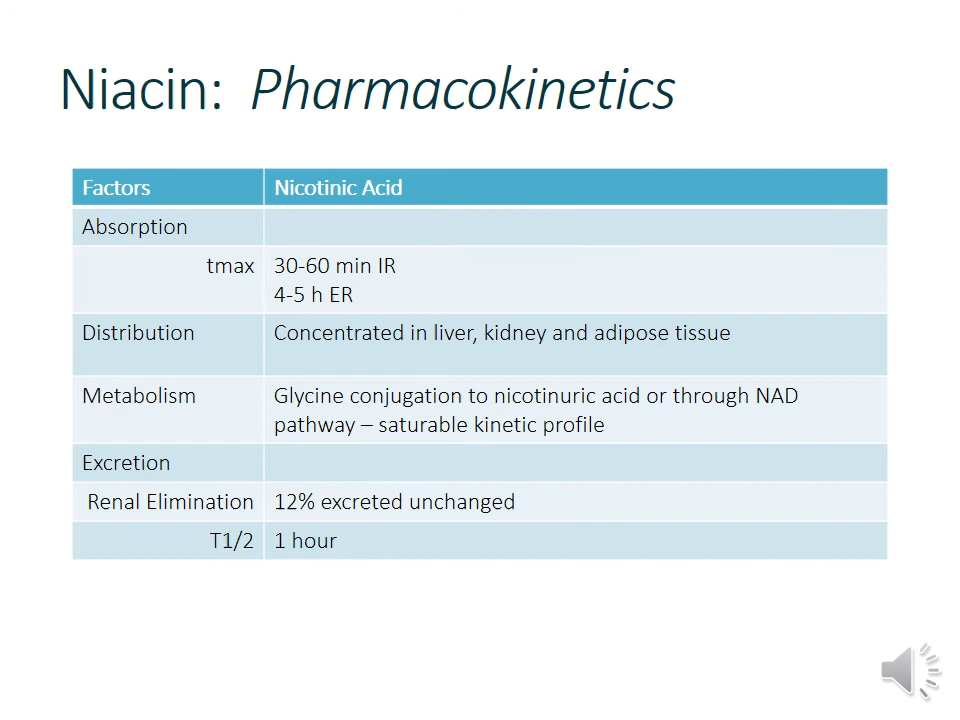 Niacin: Pharmacokinetics
Factors Nicotinic Acid
Absorption
tmax 30-60 min IR
4-5 h ER
Distribution Concentrated in liver, kidney and adipose tissue
Metabolism Glycine conjugation to nicotinuric acid or through NAD
pathway – saturable kinetic profile
Excretion
Renal Elimination 12% excreted unchanged
T1/2 1 hour